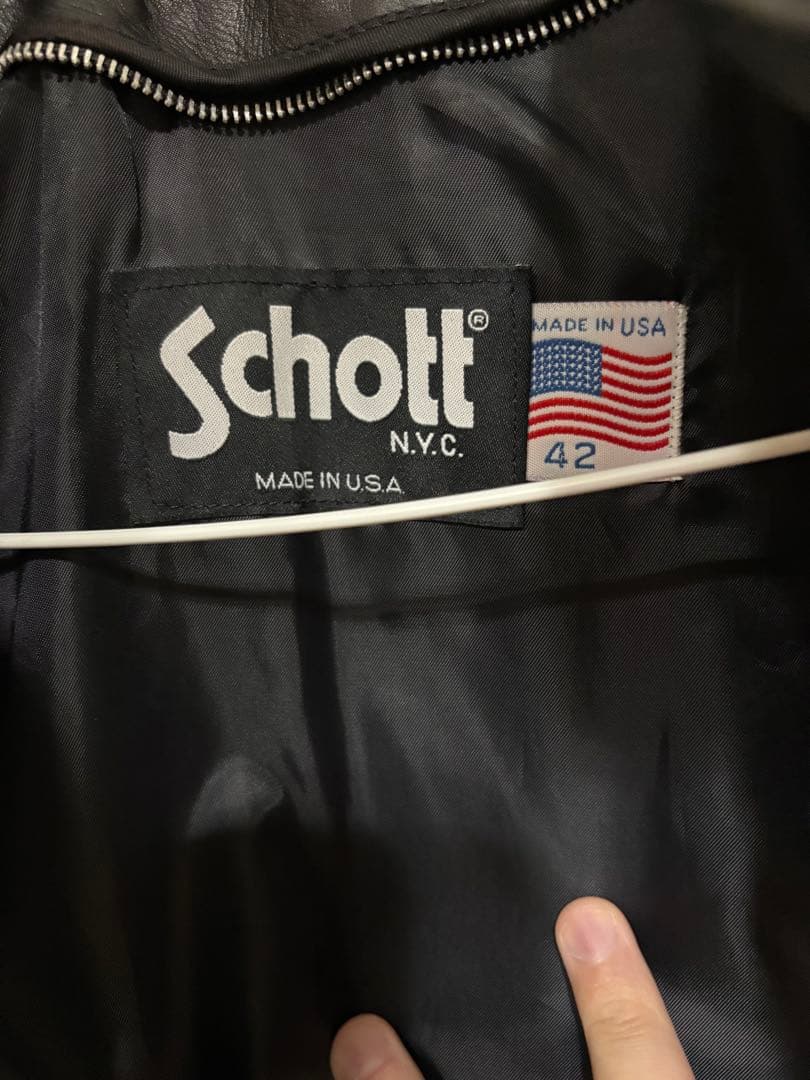 Schott®
N.Y.C.
MADE IN U.S.A.
MADE IN USA
42